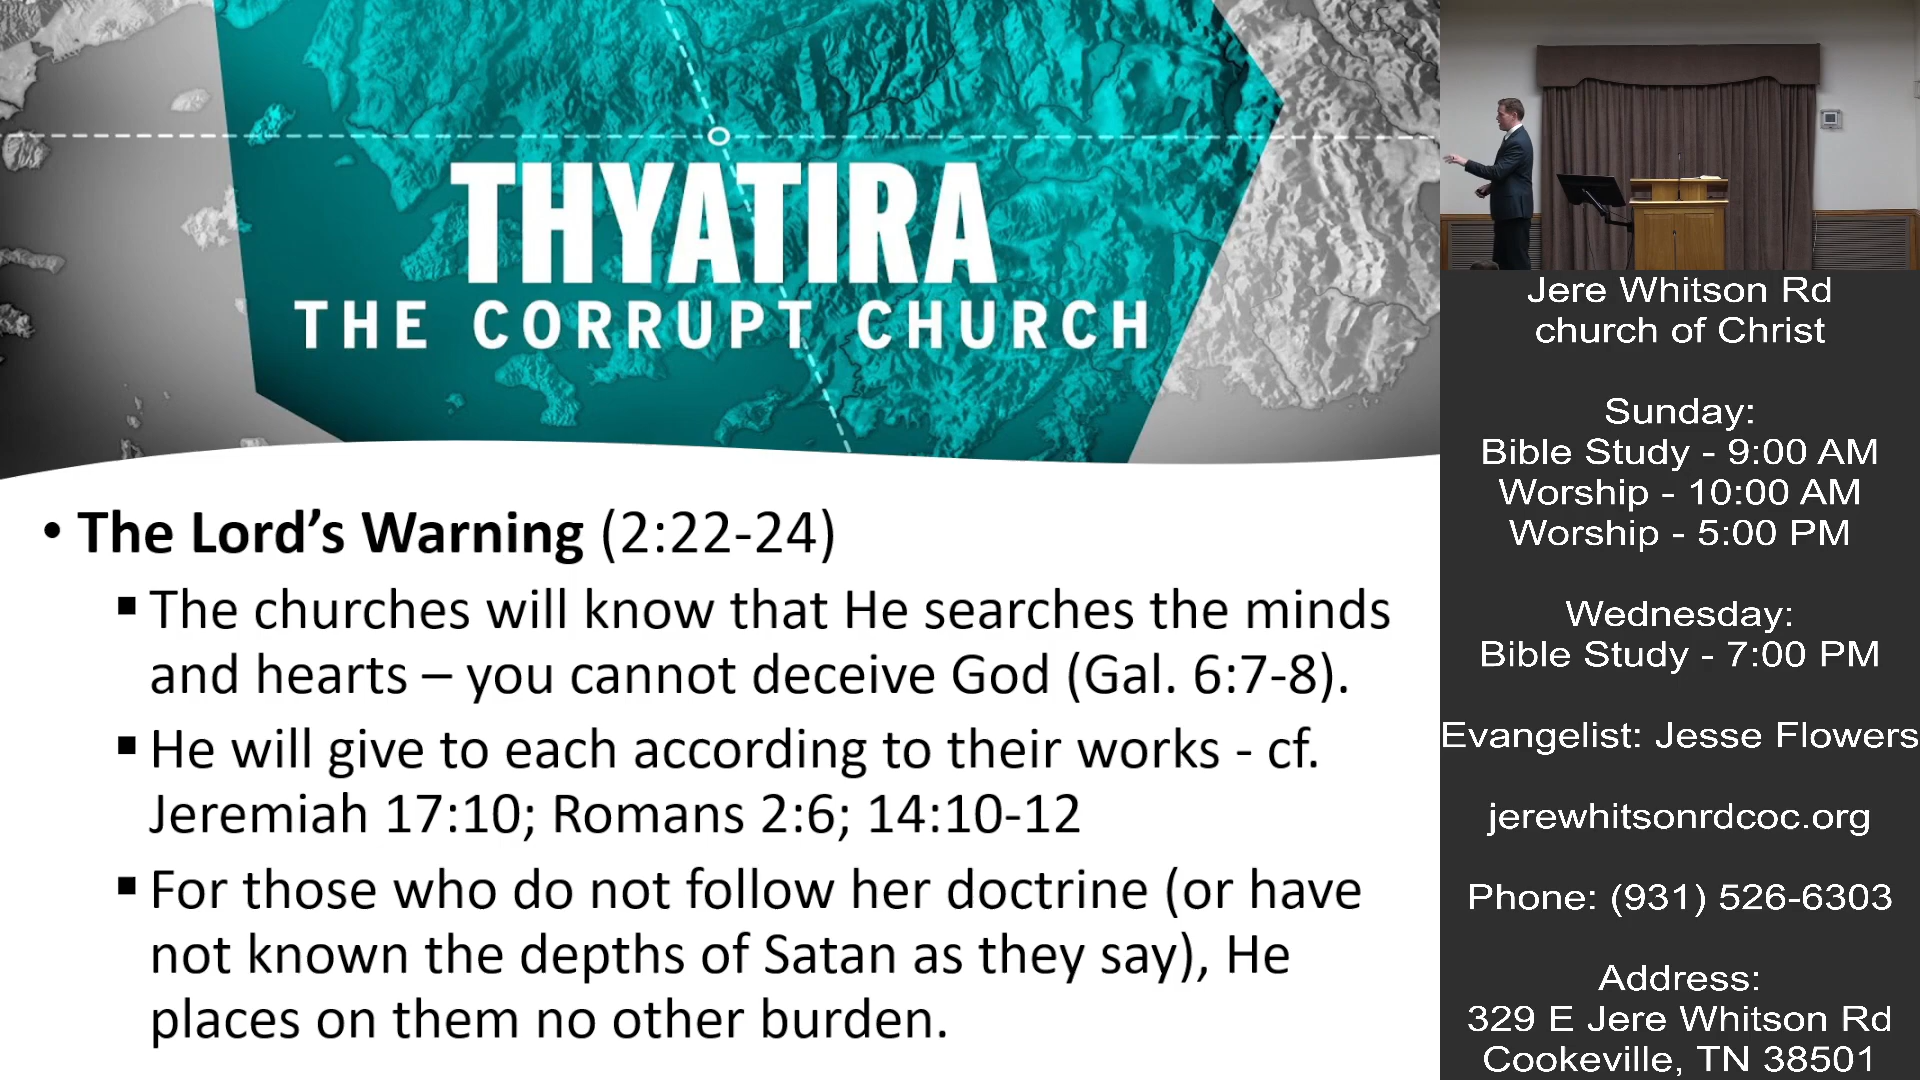 THYATIRA
THE CORRUPT CHURCH
• The Lord’s Warning (2:22-24)
▪ The churches will know that He searches the minds
and hearts – you cannot deceive God (Gal. 6:7-8).
▪ He will give to each according to their works - cf.
Jeremiah 17:10; Romans 2:6; 14:10-12
▪ For those who do not follow her doctrine (or have
not known the depths of Satan as they say), He
places on them no other burden.
Jere Whitson Rd
church of Christ
Sunday:
Bible Study - 9:00 AM
Worship - 10:00 AM
Worship - 5:00 PM
Wednesday:
Bible Study - 7:00 PM
Evangelist: Jesse Flowers
jerewhitsonrdcoc.org
Phone: (931) 526-6303
Address:
329 E Jere Whitson Rd
Cookeville, TN 38501